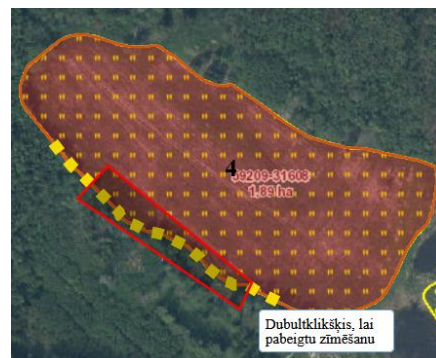 4
59209-31608
1.89 ha
Dubultklikšķis, lai
pabeigtu zīmēšanu